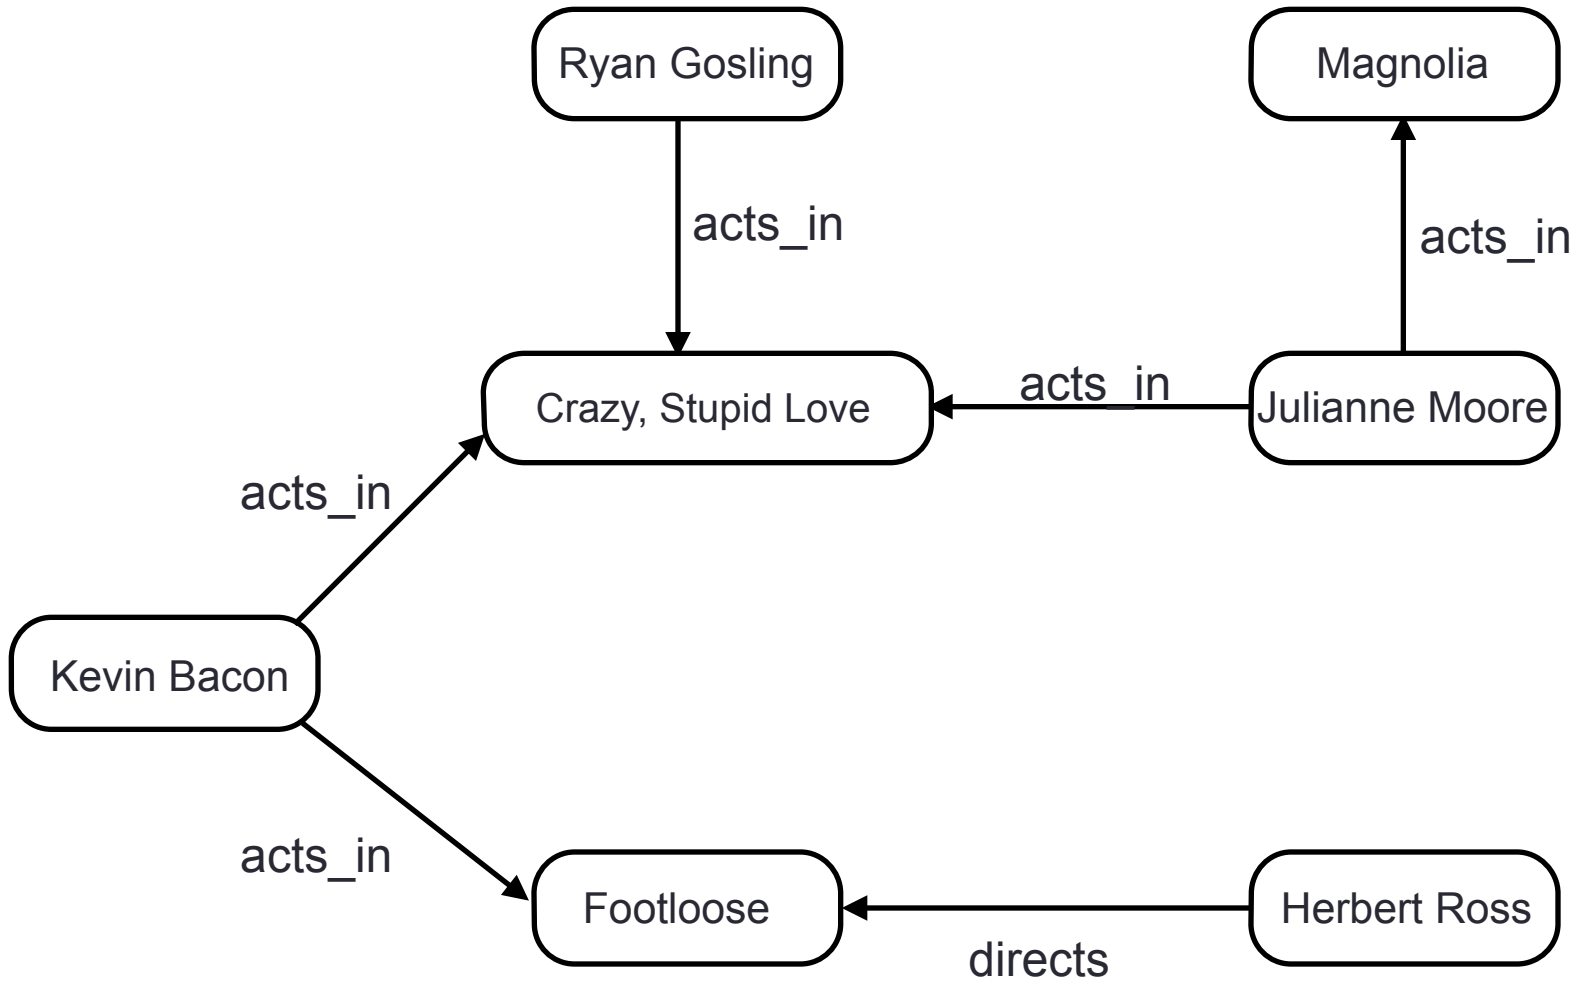 Ryan Gosling
Magnolia
acts_in
acts_in
Crazy, Stupid Love
acts_in
Julianne Moore
acts_in
Kevin Bacon
acts_in
Footloose
directs
Herbert Ross